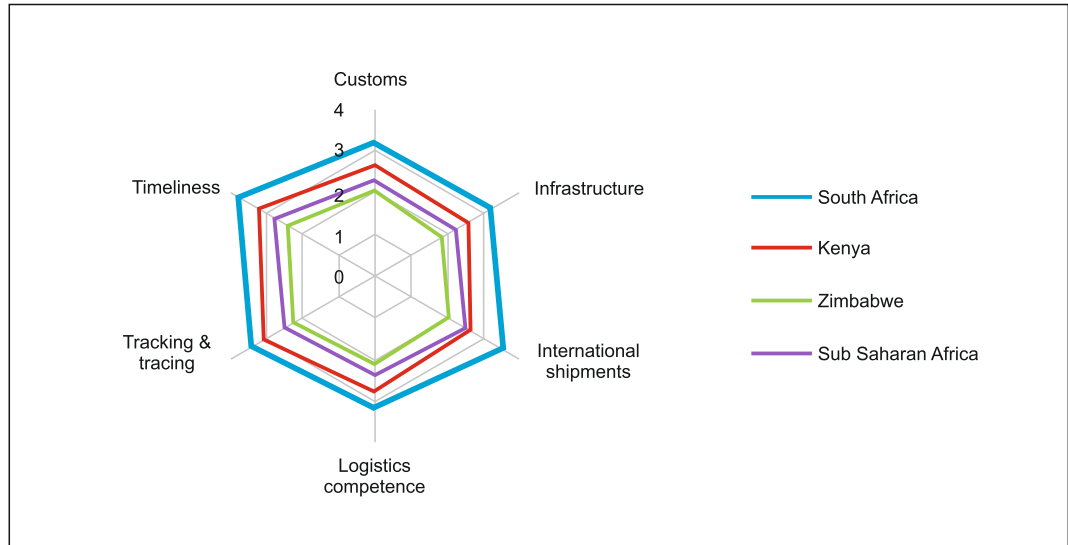 Customs
4
3
2
1
0
Timeliness
Infrastructure
Tracking &
tracing
International
shipments
Logistics
competence
South Africa
Kenya
Zimbabwe
Sub Saharan Africa